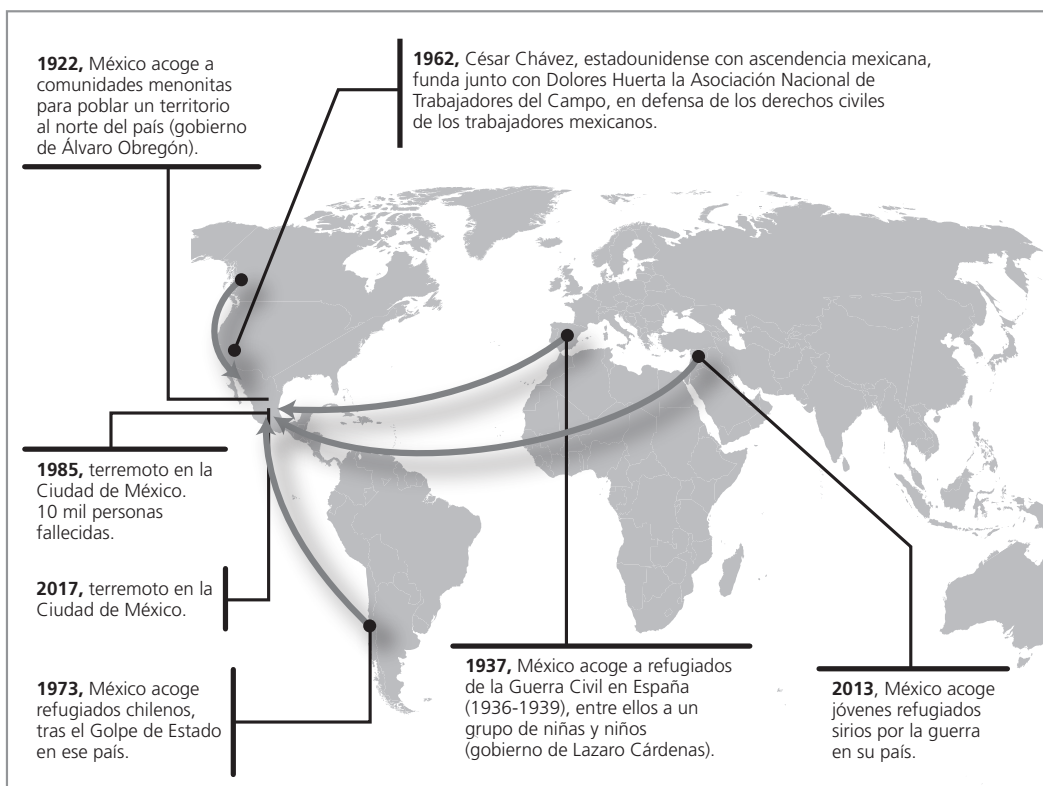 1922, México acoge a
comunidades menonitas
para poblar un territorio
al norte del país (gobierno
de Álvaro Obregón).
1962, César Chávez, estadounidense con ascendencia mexicana,
funda junto con Dolores Huerta la Asociación Nacional de
Trabajadores del Campo, en defensa de los derechos civiles
de los trabajadores mexicanos.
1985, terremoto en la
Ciudad de México.
10 mil personas
fallecidas.
2017, terremoto en la
Ciudad de México.
1973, México acoge
refugiados chilenos,
tras el Golpe de Estado
en ese país.
1937, México acoge a refugiados
de la Guerra Civil en España
(1936-1939), entre ellos a un
grupo de niñas y niños
(gobierno de Lazaro Cárdenas).
2013, México acoge
jóvenes refugiados
sirios por la guerra
en su país.